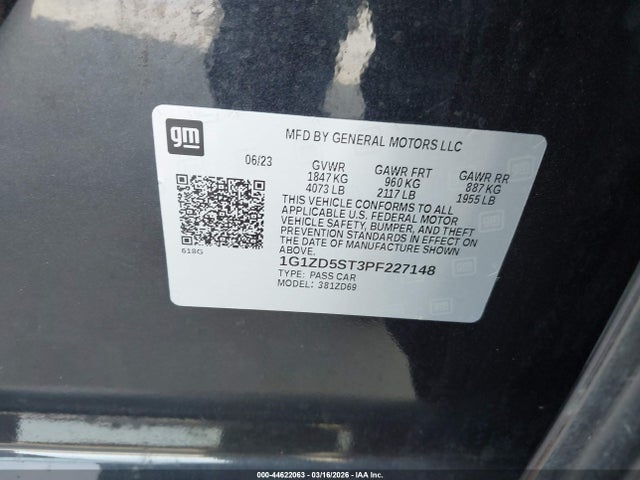 gm
MFD BY GENERAL MOTORS LLC
06/23 GVWR GAWR FRT GAWR RR
1847 KG 960 KG 887 KG
4073 LB 2117 LB 1955 LB
THIS VEHICLE CONFORMS TO ALL
APPLICABLE U.S. FEDERAL MOTOR
VEHICLE SAFETY, BUMPER, AND THEFT
PREVENTION STANDARDS IN EFFECT ON
THE DATE OF MANUFACTURE SHOWN
ABOVE.
618G
1G1ZD5ST3PF227148
TYPE: PASS CAR
MODEL: 381ZD69
000-44622063 - 03/16/2026 - IAA Inc.